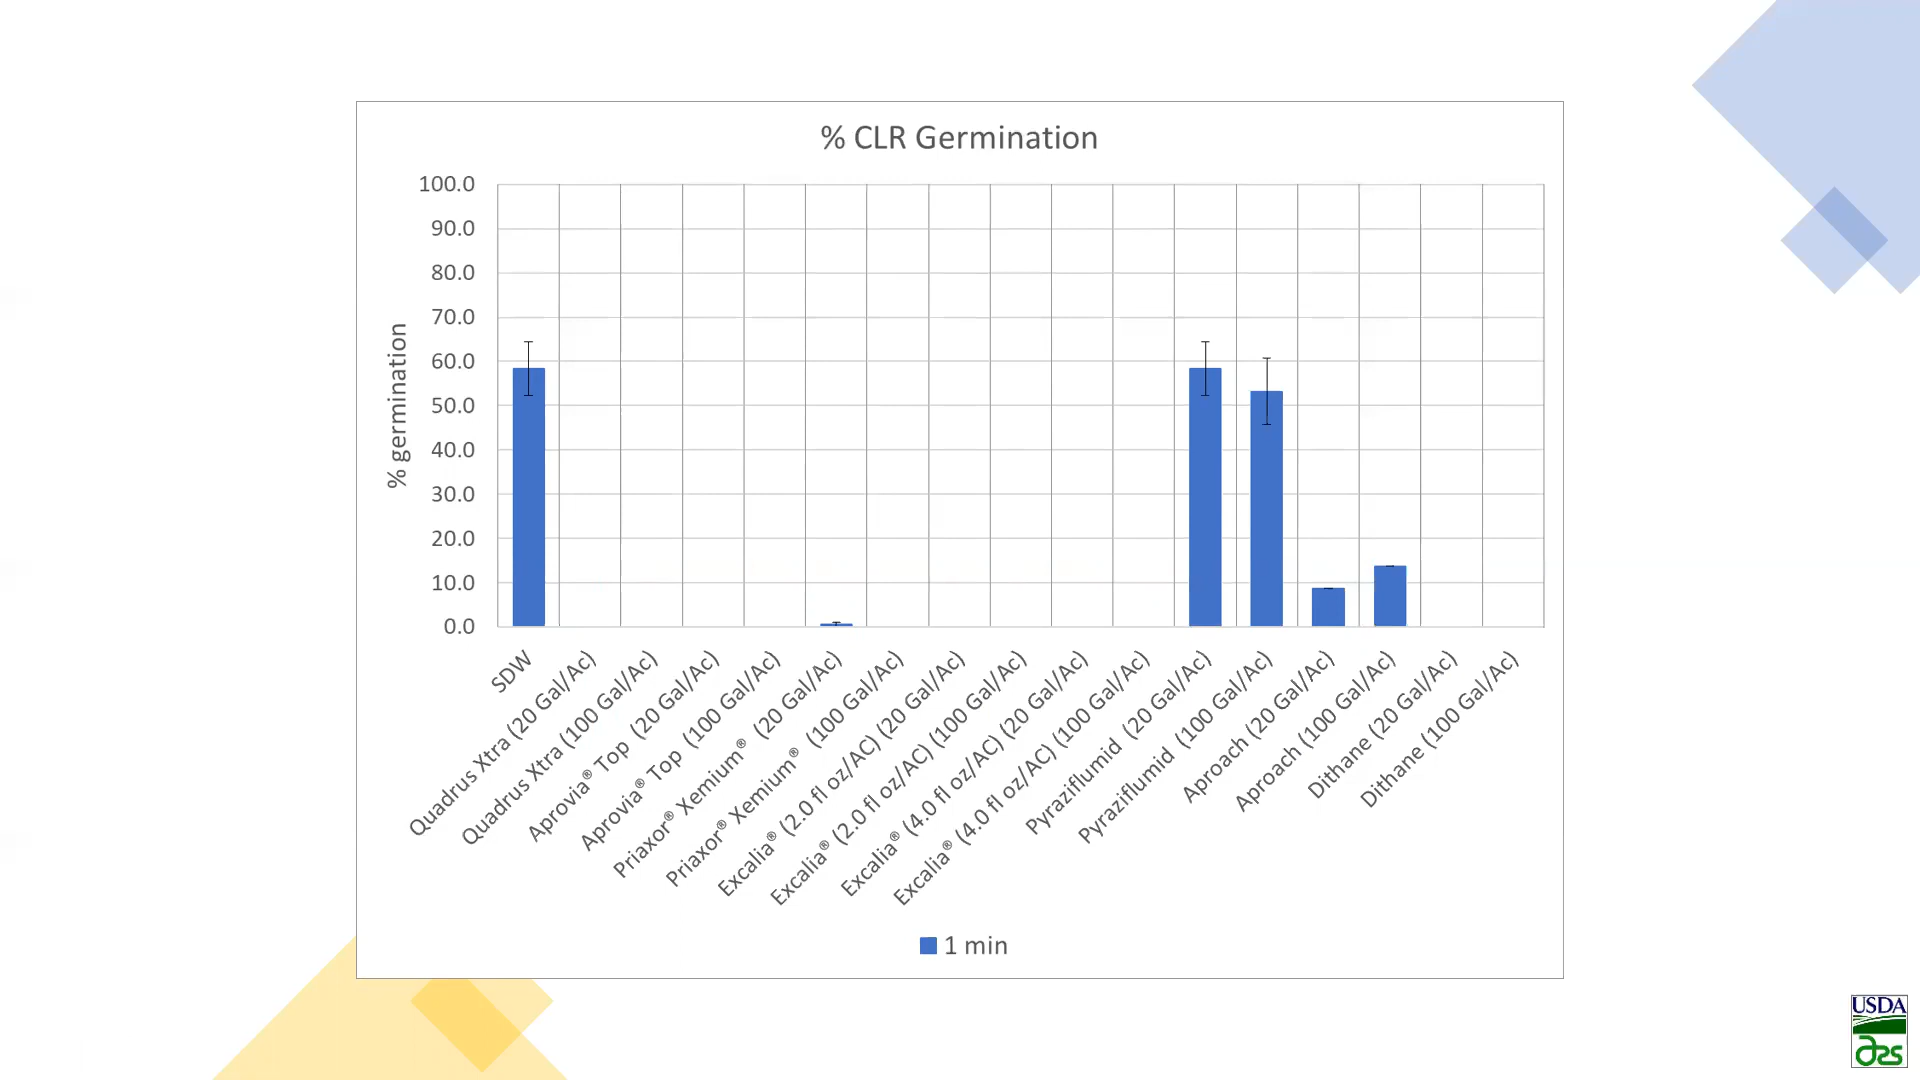 % CLR Germination
100.0
90.0
80.0
70.0
60.0
50.0
40.0
30.0
20.0
10.0
0.0
% germination
SDW
Quadrus Xtra (20 Gal/Ac)
Quadrus Xtra (100 Gal/Ac)
Aprovia® Top (20 Gal/Ac)
Aprovia® Top (100 Gal/Ac)
Priaxor® Xemium® (20 Gal/Ac)
Priaxor® Xemium® (100 Gal/Ac)
Excalia® (2.0 fl oz/AC) (20 Gal/Ac)
Excalia® (2.0 fl oz/AC) (100 Gal/Ac)
Excalia® (4.0 fl oz/AC) (20 Gal/Ac)
Excalia® (4.0 fl oz/AC) (100 Gal/Ac)
Pyraziflumid (20 Gal/Ac)
Pyraziflumid (100 Gal/Ac)
Aproach (20 Gal/Ac)
Aproach (100 Gal/Ac)
Dithane (20 Gal/Ac)
Dithane (100 Gal/Ac)
1 min
USDA
ars